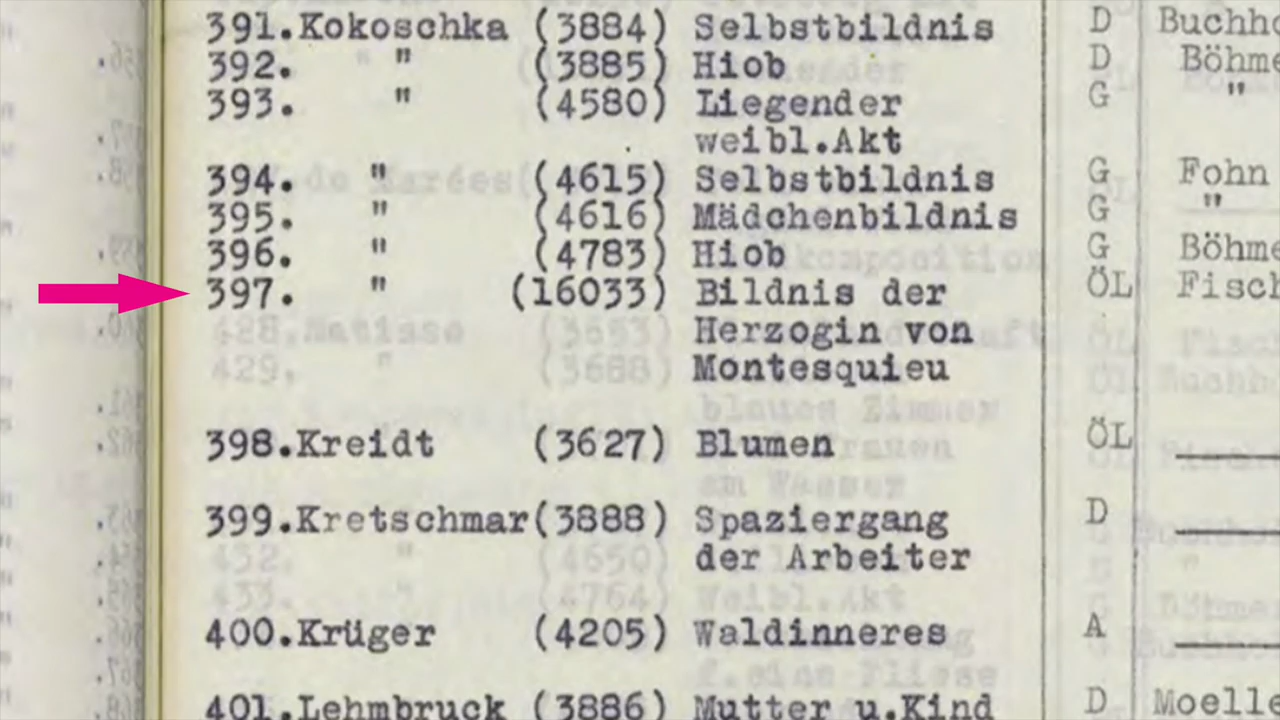 391.Kokoschka (3884) Selbstbildnis D Buchho
392. " (3885) Hiob D Böhme
393. " (4580) Liegender G "
weibl.Akt
394. " (4615) Selbstbildnis G Fohn
395. " (4616) Mädchenbildnis G "
396. " (4783) Hiob G Böhme
397. " (16033) Bildnis der ÖL Fisch
Herzogin von
Montesquieu
398.Kreidt (3627) Blumen ÖL
399.Kretschmar(3888) Spaziergang D
der Arbeiter
400.Krüger (4205) Waldinneres A
401.Lehmbruck (3886) Mutter u.Kind D Moelle